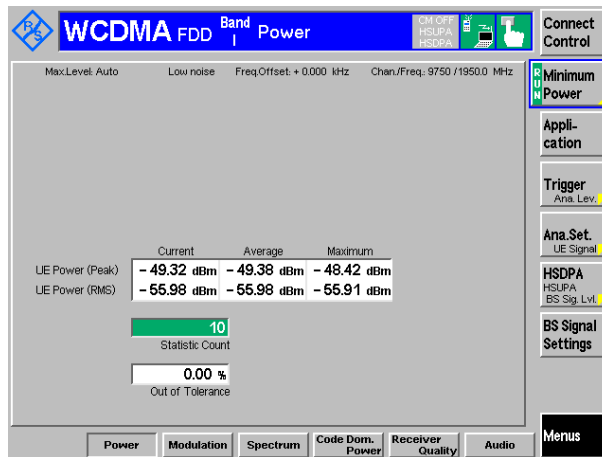 R/S WCDMA FDD Band I Power CM OFF HSUPA HSDPA
Connect Control
Max.Level: Auto Low noise Freq.Offset: + 0.000 kHz Chan./Freq.: 9750 / 1950.0 MHz
RUN Minimum Power
Appli-cation
Trigger
Ana. Lev.
Ana.Set.
UE Signal
Current Average Maximum
UE Power (Peak) - 49.32 dBm - 49.38 dBm - 48.42 dBm
UE Power (RMS) - 55.98 dBm - 55.98 dBm - 55.91 dBm
HSDPA
HSUPA
BS Sig. Lvl.
10
Statistic Count
BS Signal Settings
0.00 %
Out of Tolerance
Power Modulation Spectrum Code Dom. Power Receiver Quality Audio
Menus